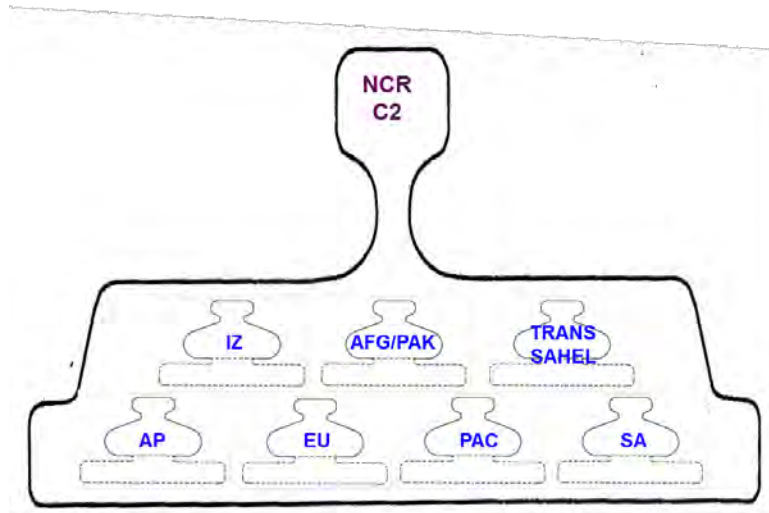 NCR
C2
IZ
AFG/PAK
TRANS
SAHEL
AP
EU
PAC
SA